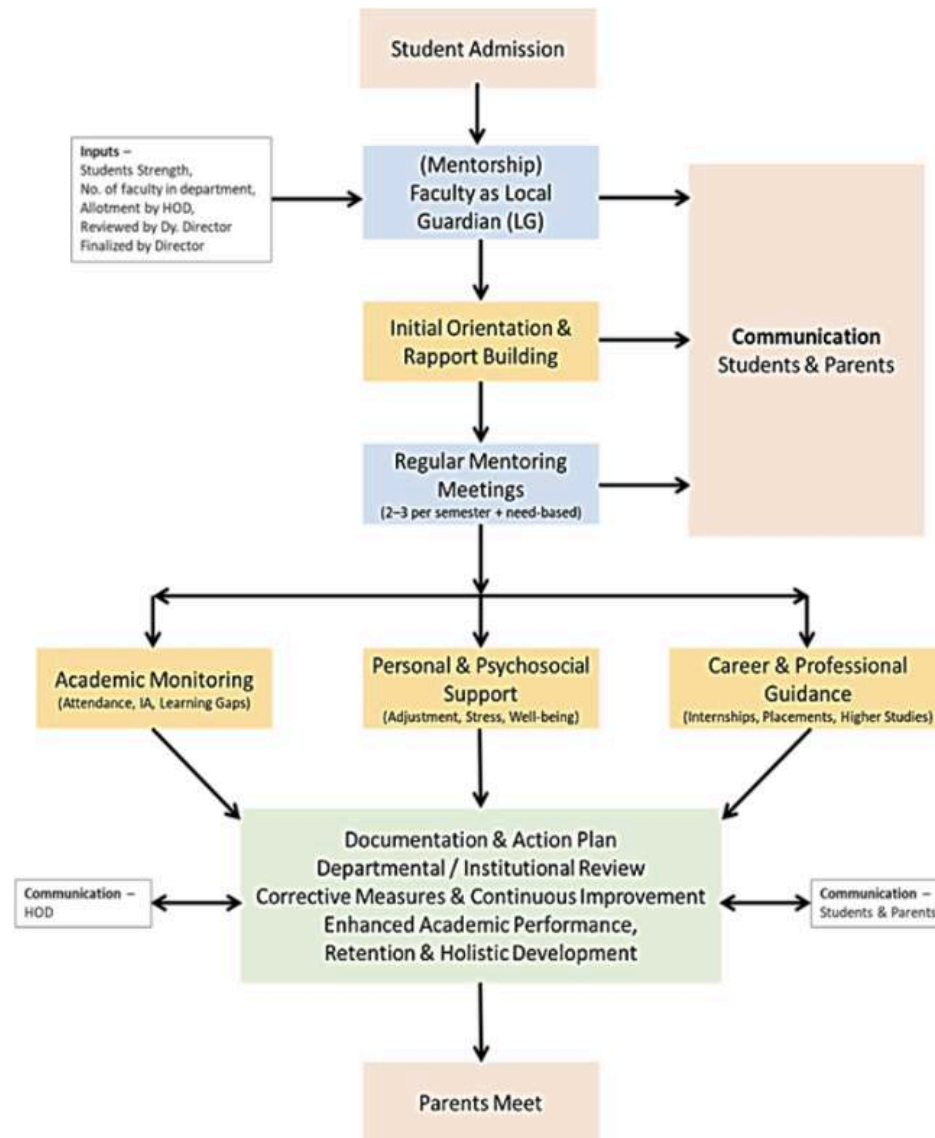 Student Admission
Inputs –
Students Strength,
No. of faculty in department,
Allotment by HOD,
Reviewed by Dy. Director
Finalized by Director
(Mentorship)
Faculty as Local
Guardian (LG)
Initial Orientation &
Rapport Building
Communication
Students & Parents
Regular Mentoring
Meetings
(2–3 per semester + need-based)
Academic Monitoring
(Attendance, IA, Learning Gaps)
Personal & Psychosocial
Support
(Adjustment, Stress, Well-being)
Career & Professional
Guidance
(Internships, Placements, Higher Studies)
Documentation & Action Plan
Departmental / Institutional Review
Corrective Measures & Continuous Improvement
Enhanced Academic Performance,
Retention & Holistic Development
Communication –
HOD
Communication –
Students & Parents
Parents Meet